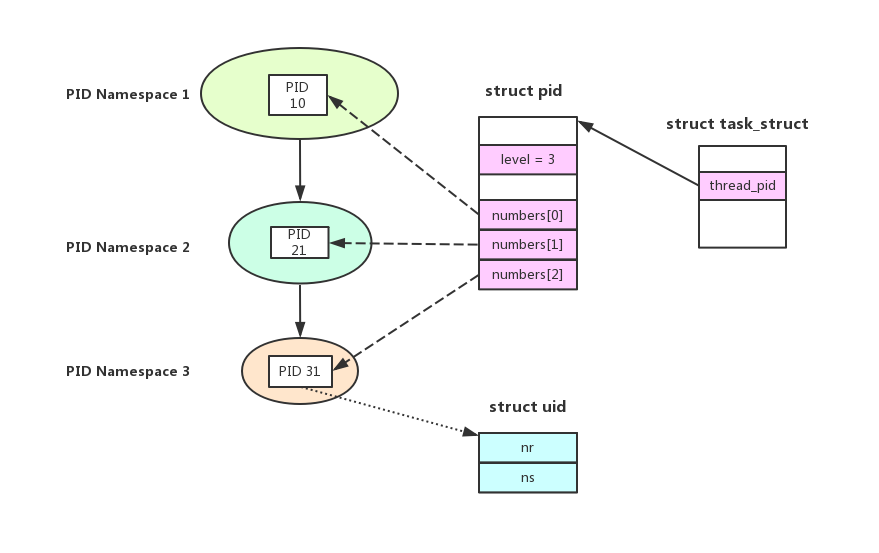 PID Namespace 1
PID
10
struct pid
level = 3
numbers[0]
numbers[1]
numbers[2]
struct task_struct
thread_pid
PID Namespace 2
PID
21
PID Namespace 3
PID 31
struct uid
nr
ns